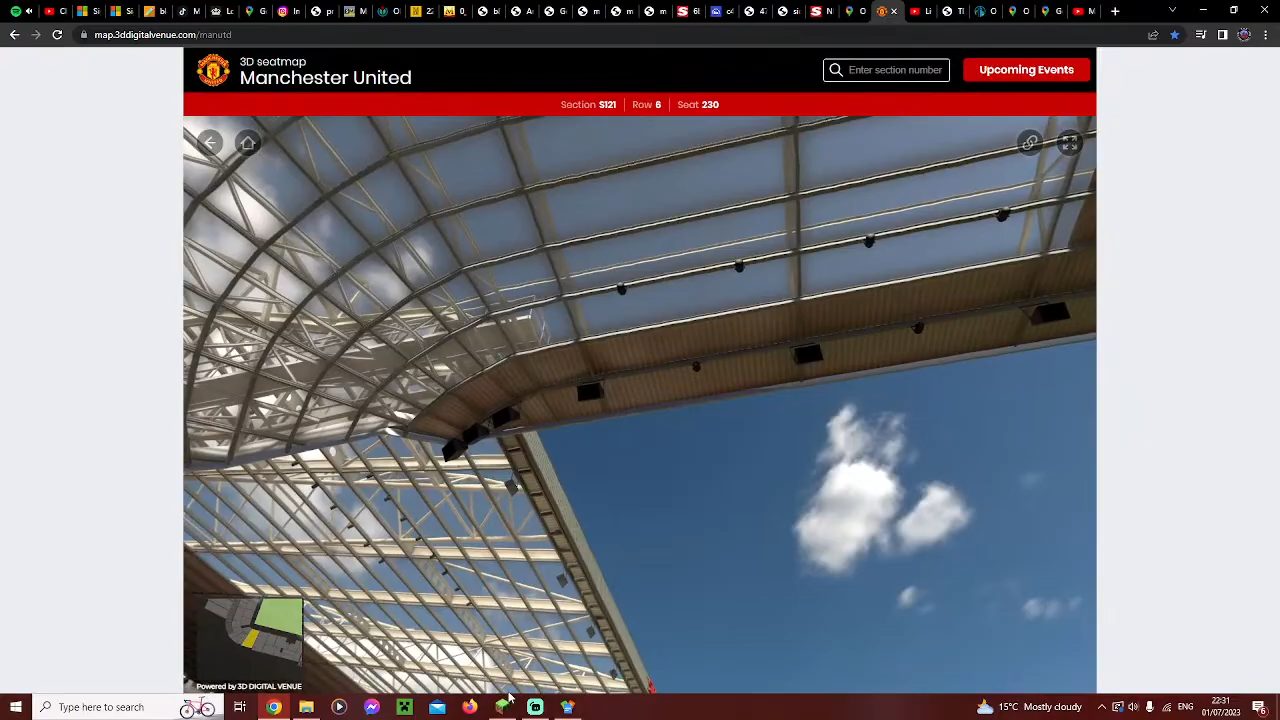 map.3ddigitalvenue.com/manutd
3D seatmap
Manchester United
Enter section number
Upcoming Events
Section S121
Row 6
Seat 230
Powered by 3D DIGITAL VENUE
Type here to search
15°C Mostly cloudy
ENG
22:31
01/07/2023